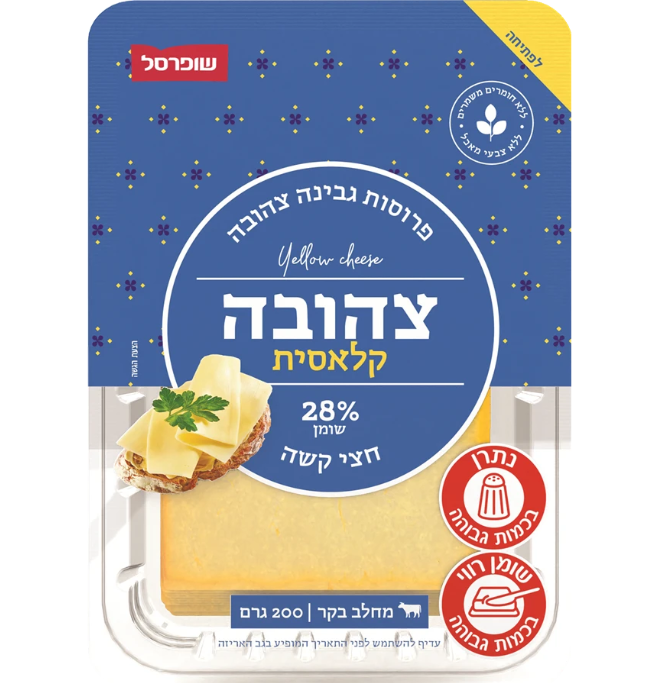 שופרסל
לפתיחה
ללא חומרים משמרים
ללא צבעי מאכל
פרוסות גבינה צהובה
Yellow cheese
צהובה
קלאסית
28%
שומן
חצי קשה
הצעת הגשה
נתרן
בכמות גבוהה
שומן רווי
בכמות גבוהה
מחלב בקר | 200 גרם
עדיף להשתמש לפני התאריך המופיע בגב האריזה